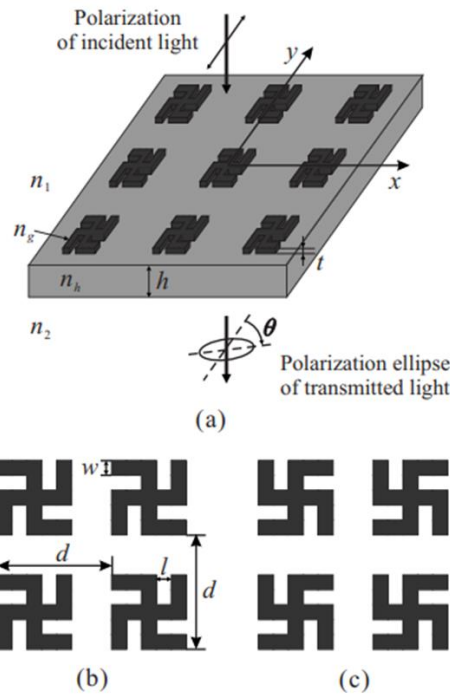 Polarization
of incident light
y
x
n1
ng
nh
h
t
n2
θ
Polarization ellipse
of transmitted light
(a)
w
d
l
d
(b)
(c)